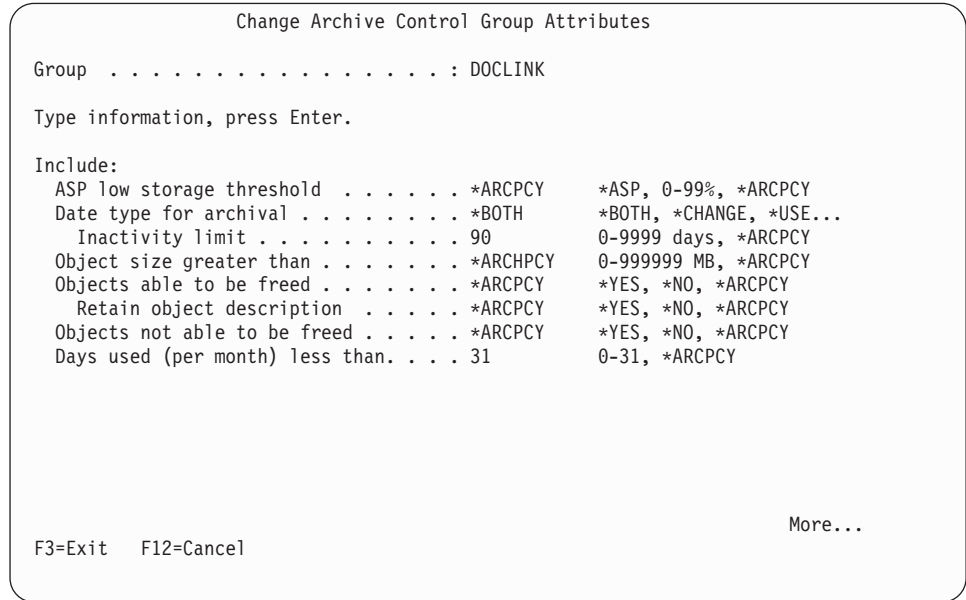 Change Archive Control Group Attributes
Group . . . . . . . . . . . . . . . . : DOCLINK
Type information, press Enter.
Include:
ASP low storage threshold . . . . . . *ARCPCY *ASP, 0-99%, *ARCPCY
Date type for archival . . . . . . . . *BOTH *BOTH, *CHANGE, *USE...
Inactivity limit . . . . . . . . . . 90 0-9999 days, *ARCPCY
Object size greater than . . . . . . . *ARCHPCY 0-999999 MB, *ARCPCY
Objects able to be freed . . . . . . . *ARCPCY *YES, *NO, *ARCPCY
Retain object description . . . . . *ARCPCY *YES, *NO, *ARCPCY
Objects not able to be freed . . . . . *ARCPCY *YES, *NO, *ARCPCY
Days used (per month) less than. . . . 31 0-31, *ARCPCY
More...
F3=Exit F12=Cancel